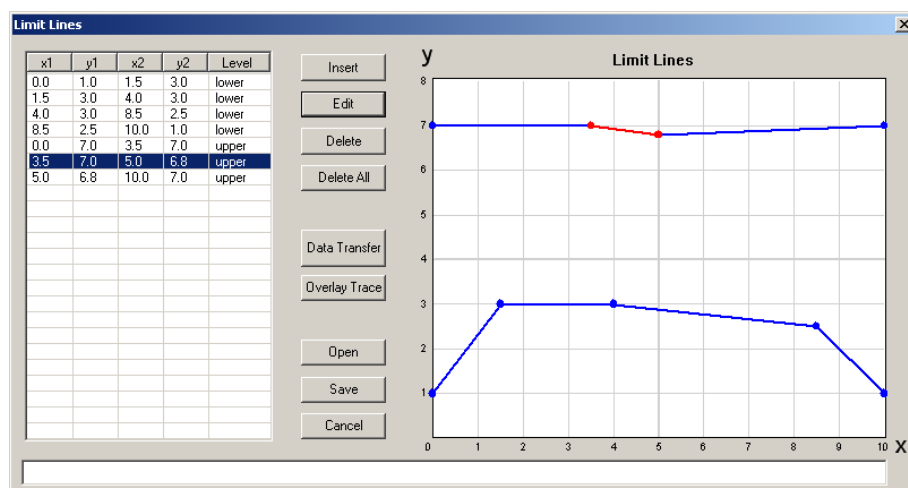 Limit Lines
x1 y1 x2 y2 Level
0.0 1.0 1.5 3.0 lower
1.5 3.0 4.0 3.0 lower
4.0 3.0 8.5 2.5 lower
8.5 2.5 10.0 1.0 lower
0.0 7.0 3.5 7.0 upper
3.5 7.0 5.0 6.8 upper
5.0 6.8 10.0 7.0 upper
Insert
Edit
Delete
Delete All
Data Transfer
Overlay Trace
Open
Save
Cancel
y
Limit Lines
8
7
6
5
4
3
2
1
0 1 2 3 4 5 6 7 8 9 10 X